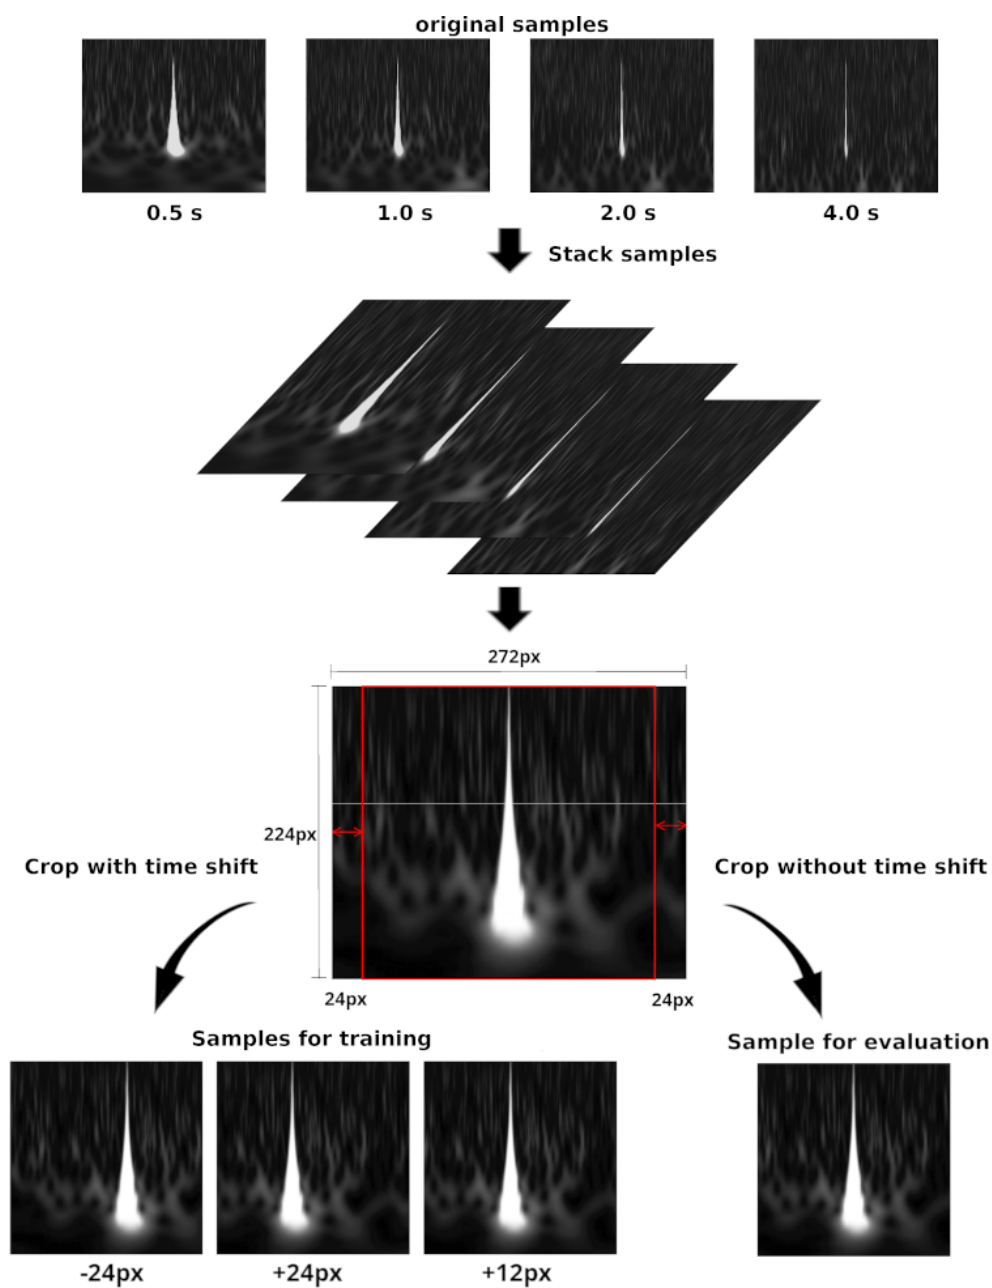 original samples
0.5 s
1.0 s
2.0 s
4.0 s
Stack samples
272px
224px
Crop with time shift
Crop without time shift
24px
24px
Samples for training
Sample for evaluation
-24px
+24px
+12px